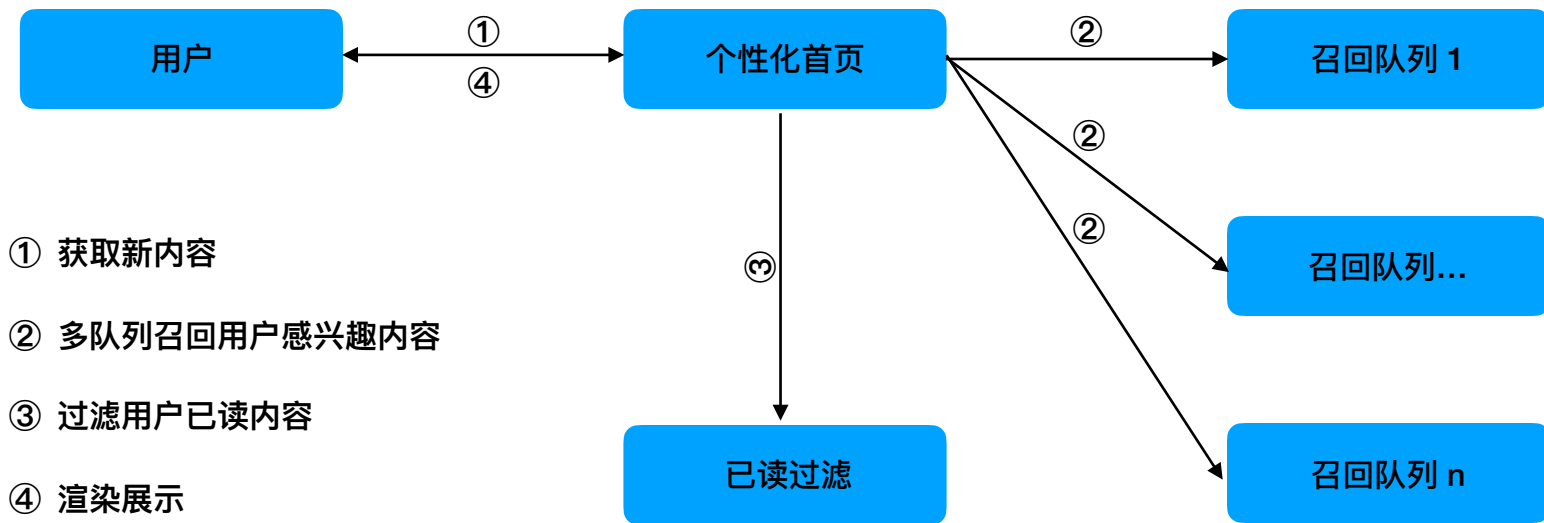 用户
①
④
个性化首页
②
召回队列 1
②
②
召回队列...
③
召回队列 n
已读过滤
① 获取新内容
② 多队列召回用户感兴趣内容
③ 过滤用户已读内容
④ 渲染展示